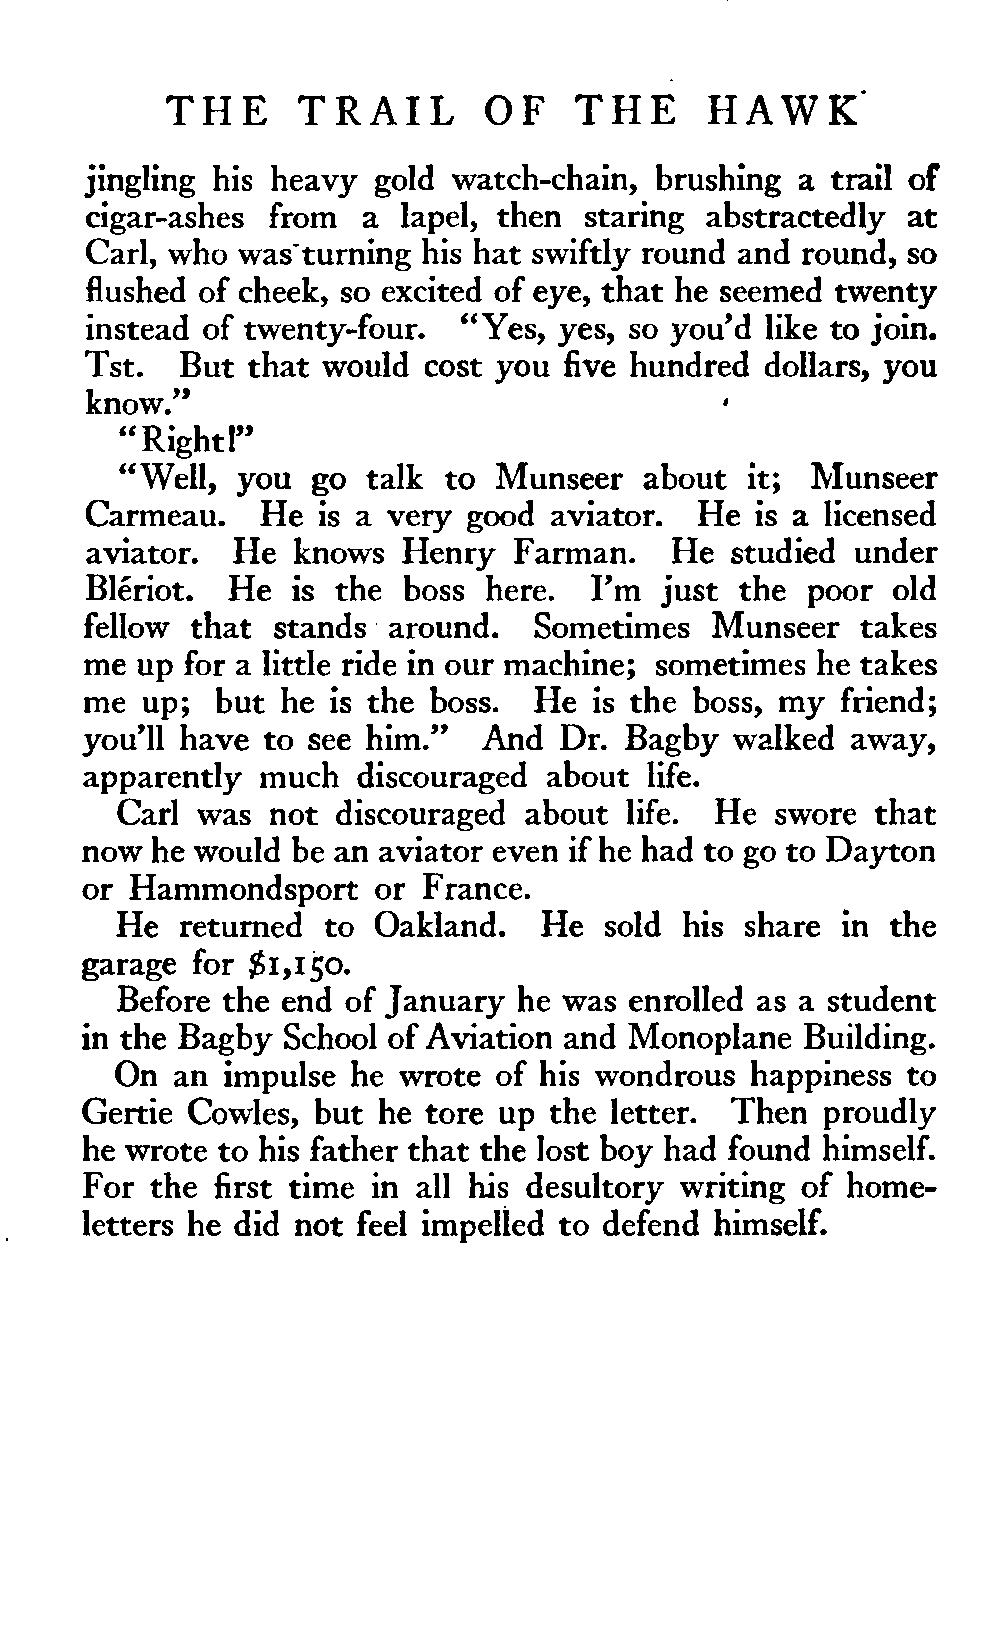 THE TRAIL OF THE HAWK
jingling his heavy gold watch-chain, brushing a trail of
cigar-ashes from a lapel, then staring abstractedly at
Carl, who was turning his hat swiftly round and round, so
flushed of cheek, so excited of eye, that he seemed twenty
instead of twenty-four. "Yes, yes, so you'd like to join.
Tst. But that would cost you five hundred dollars, you
know."
"Right!"
"Well, you go talk to Munseer about it; Munseer
Carmeau. He is a very good aviator. He is a licensed
aviator. He knows Henry Farman. He studied under
Blériot. He is the boss here. I'm just the poor old
fellow that stands around. Sometimes Munseer takes
me up for a little ride in our machine; sometimes he takes
me up; but he is the boss. He is the boss, my friend;
you'll have to see him." And Dr. Bagby walked away,
apparently much discouraged about life.
Carl was not discouraged about life. He swore that
now he would be an aviator even if he had to go to Dayton
or Hammondsport or France.
He returned to Oakland. He sold his share in the
garage for $1,150.
Before the end of January he was enrolled as a student
in the Bagby School of Aviation and Monoplane Building.
On an impulse he wrote of his wondrous happiness to
Gertie Cowles, but he tore up the letter. Then proudly
he wrote to his father that the lost boy had found himself.
For the first time in all his desultory writing of home-
letters he did not feel impelled to defend himself.